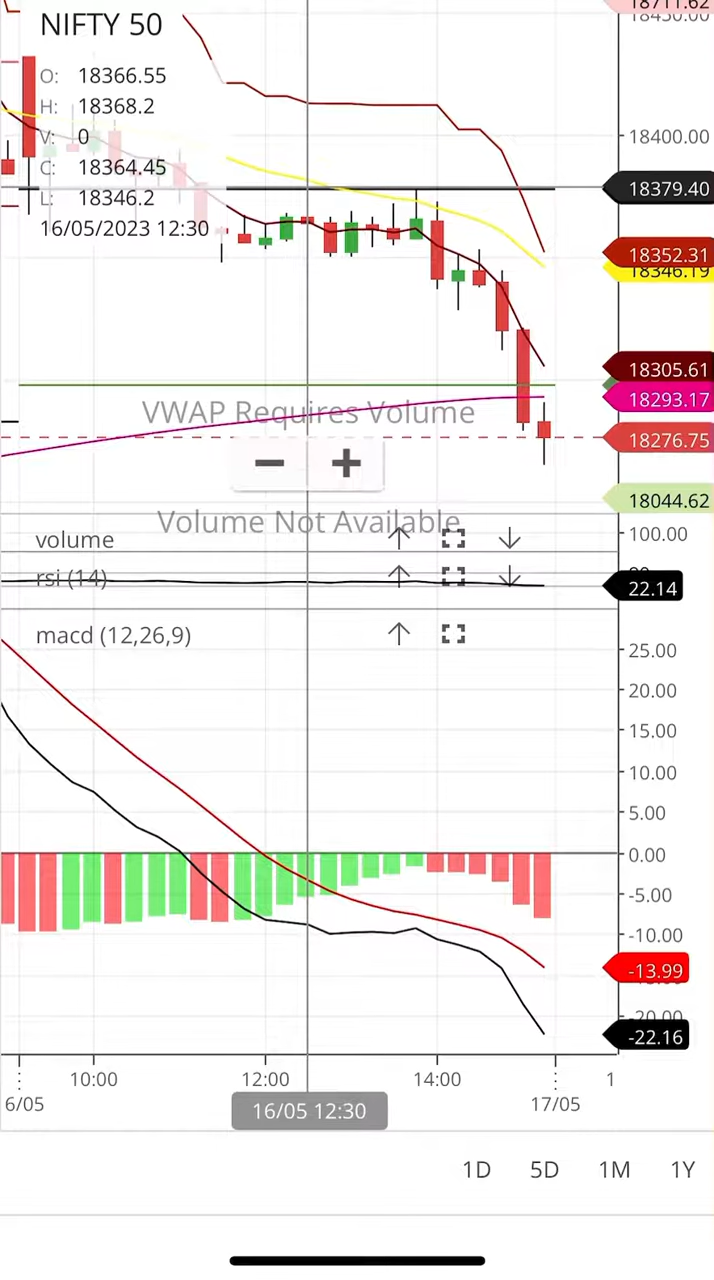 18711.62
NIFTY 50
18450.00
O: 18366.55
H: 18368.2
V: 0
18400.00
C: 18364.45
L: 18346.2
18379.40
16/05/2023 12:30
18352.31
18346.19
18305.61
18293.17
VWAP Requires Volume
18276.75
− +
18044.62
Volume Not Available
volume
100.00
rsi (14)
22.14
macd (12,26,9)
25.00
20.00
15.00
10.00
5.00
0.00
-5.00
-10.00
-13.99
-20.00
-22.16
10:00 12:00 14:00 1
6/05 16/05 12:30 17/05
1D 5D 1M 1Y